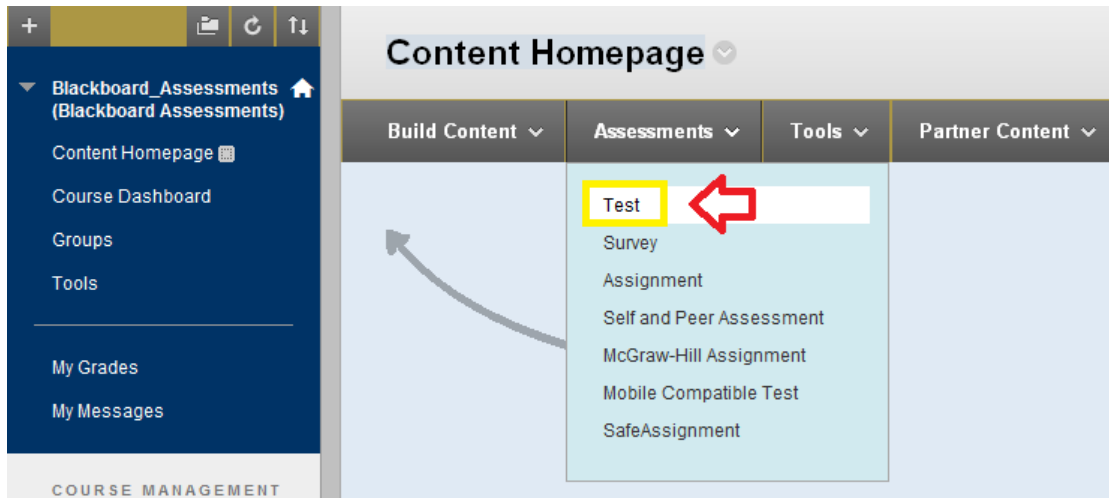 Blackboard_Assessments
(Blackboard Assessments)
Content Homepage
Course Dashboard
Groups
Tools
My Grades
My Messages
COURSE MANAGEMENT
Content Homepage
Build Content
Assessments
Tools
Partner Content
Test
Survey
Assignment
Self and Peer Assessment
McGraw-Hill Assignment
Mobile Compatible Test
SafeAssignment